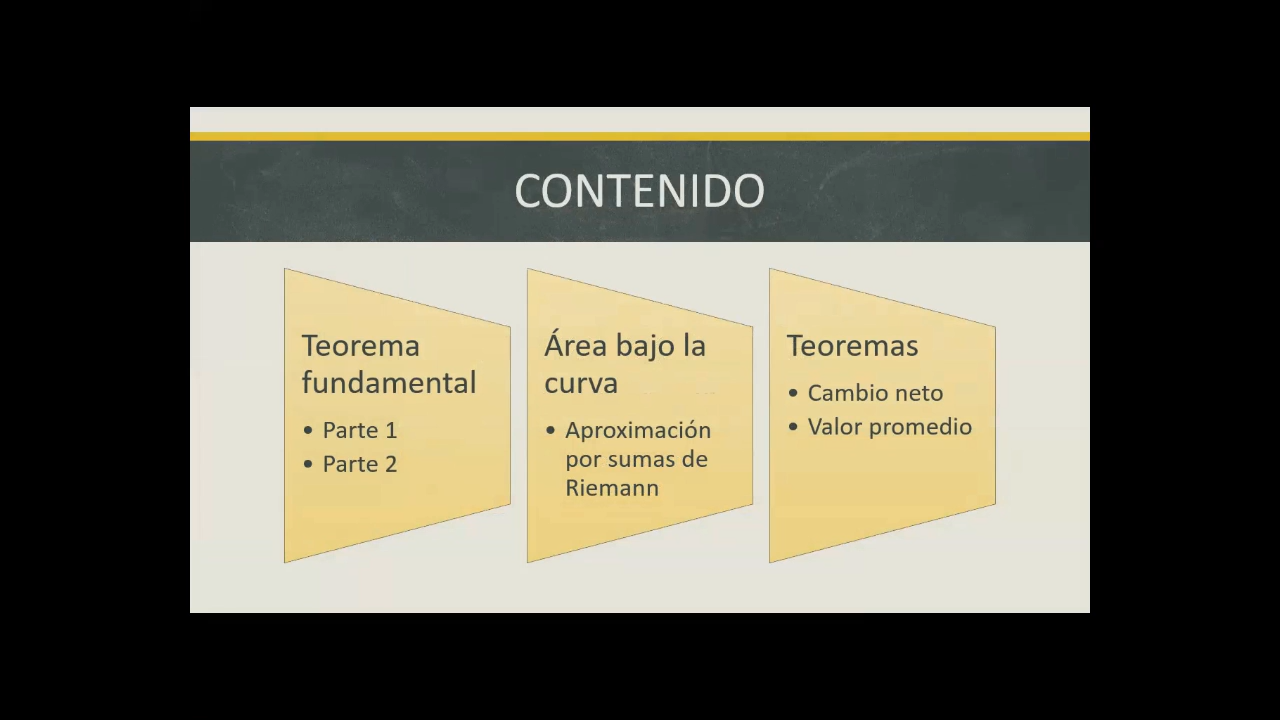 CONTENIDO
Teorema
fundamental
• Parte 1
• Parte 2
Área bajo la
curva
• Aproximación
por sumas de
Riemann
Teoremas
• Cambio neto
• Valor promedio